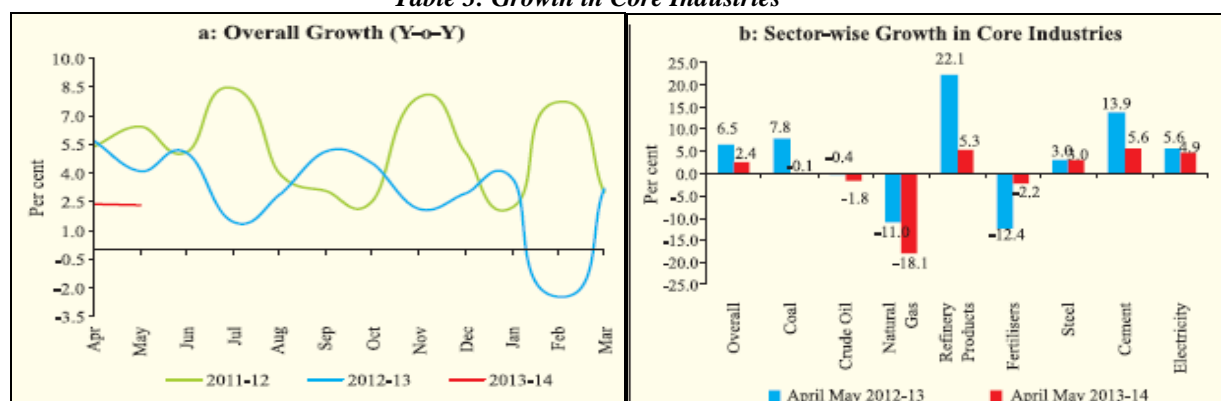 Table 3: Growth in Core Industries
a: Overall Growth (Y-o-Y)
Per cent
10.0
8.5
7.0
5.5
4.0
2.5
1.0
-0.5
-2.0
-3.5
Apr
May
Jun
Jul
Aug
Sep
Oct
Nov
Dec
Jan
Feb
Mar
2011-12
2012-13
2013-14
b: Sector-wise Growth in Core Industries
Per cent
25.0
20.0
15.0
10.0
5.0
0.0
-5.0
-10.0
-15.0
-20.0
-25.0
6.5
2.4
7.8
-0.1
-0.4
-1.8
-11.0
-18.1
22.1
5.3
-12.4
-2.2
3.0
3.0
13.9
5.6
5.6
4.9
Overall
Coal
Crude Oil
Natural
Gas
Refinery
Products
Fertilisers
Steel
Cement
Electricity
April May 2012-13
April May 2013-14